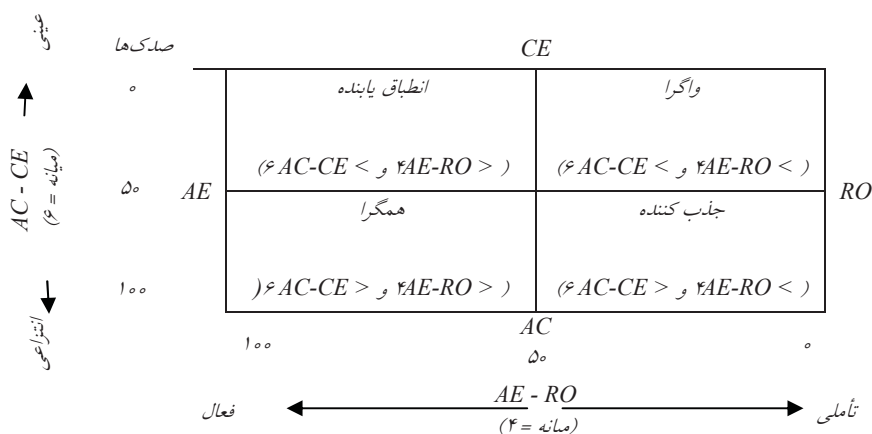 عینی
صدک‌ها
CE
۰
انطباق یابنده
واگرا
(۶ AC-CE < و ۴AE-RO < )
(۶ AC-CE < و ۴AE-RO > )
AC - CE
(میانه = ۶)
۵۰
AE
RO
همگرا
جذب کننده
)۶ AC-CE > و ۴AE-RO > )
(۶ AC-CE > و ۴AE-RO < )
۱۰۰
انتزاعی
AC
۱۰۰
۵۰
۰
فعال
AE - RO
تأملی
(میانه = ۴)